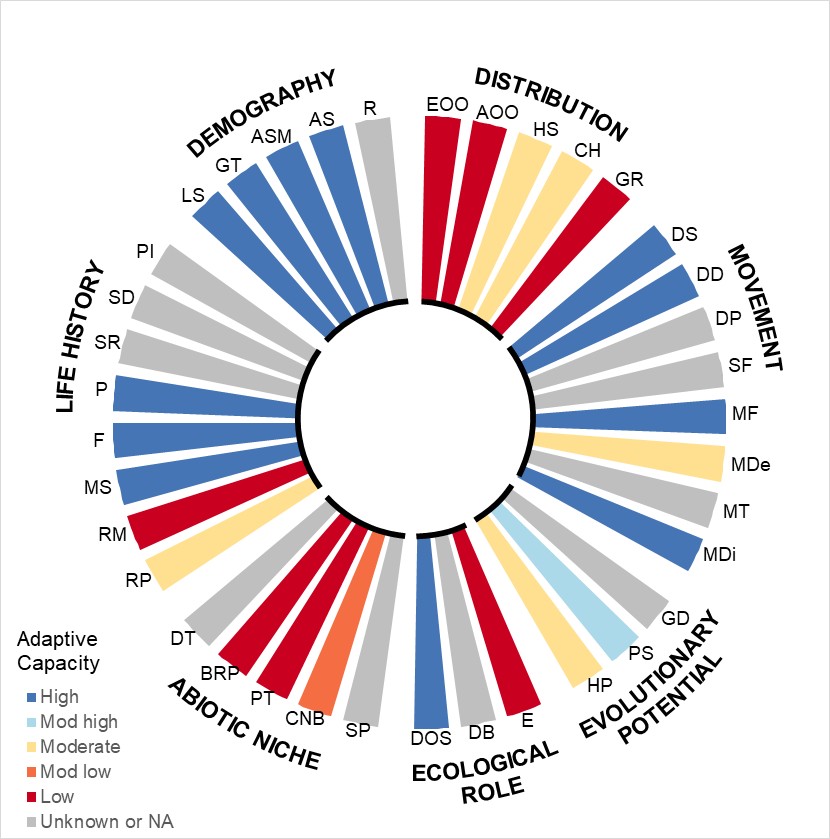 DEMOGRAPHY
DISTRIBUTION
MOVEMENT
EVOLUTIONARY
POTENTIAL
ECOLOGICAL
ROLE
ABIOTIC NICHE
LIFE HISTORY
EOO
AOO
HS
CH
GR
DS
DD
DP
SF
MF
MDe
MT
MDi
GD
PS
HP
E
DB
DOS
SP
CNB
PT
BRP
DT
RP
RM
MS
F
P
SR
SD
PI
LS
GT
ASM
AS
R
Adaptive
Capacity
High
Mod high
Moderate
Mod low
Low
Unknown or NA